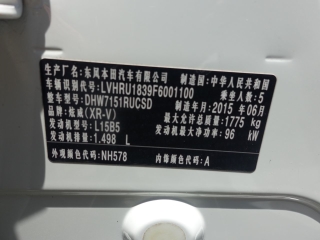 生产厂名：东风本田汽车有限公司 制造国：中华人民共和国
车辆识别代号：LVHRU1839F6001100 乘坐人数：5
整车型号：DHW7151RUCSD 制造年月：2015 年06月
品牌：炫威(XR-V) 最大允许总质量：1775 kg
发动机型号：L15B5 发动机最大净功率：96 kW
发动机排量：1.498 L
外观颜色代码：NH578 内饰颜色代码：A